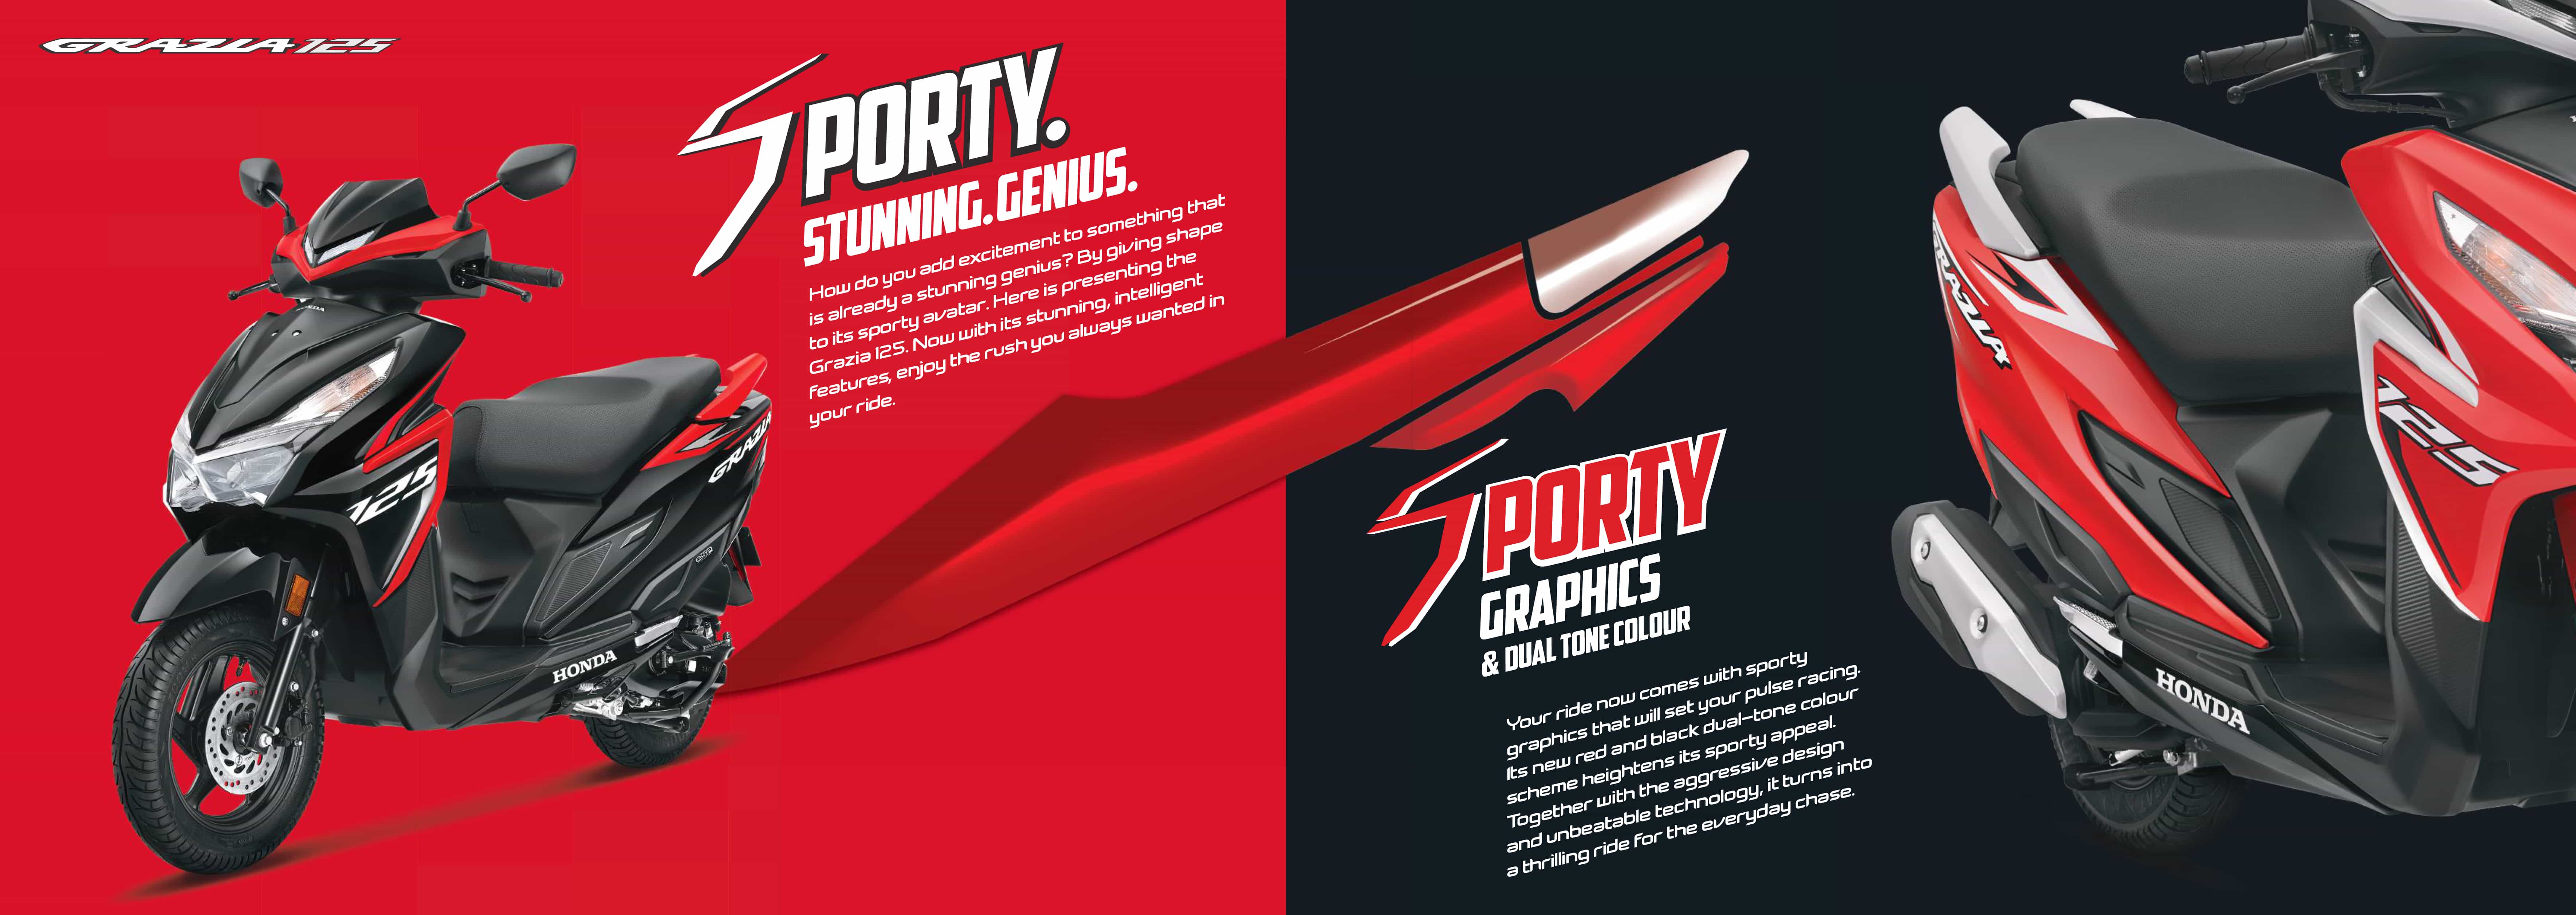 GRAZIA 125
SPORTY.
STUNNING. GENIUS.
How do you add excitement to something that
is already a stunning genius? By giving shape
to its sporty avatar. Here is presenting the
Grazia 125. Now with its stunning, intelligent
features, enjoy the rush you always wanted in
your ride.
HONDA
125
GRAZIA
HONDA
SPORTY
GRAPHICS
& DUAL TONE COLOUR
Your ride now comes with sporty
graphics that will set your pulse racing.
Its new red and black dual-tone colour
scheme heightens its sporty appeal.
Together with the aggressive design
and unbeatable technology, it turns into
a thrilling ride for the everyday chase.
GRAZIA
125
HONDA